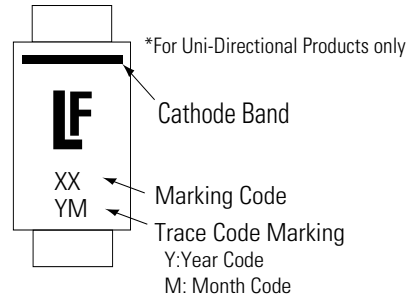 *For Uni-Directional Products only
Cathode Band
LF
XX
Marking Code
YM
Trace Code Marking
Y:Year Code
M: Month Code